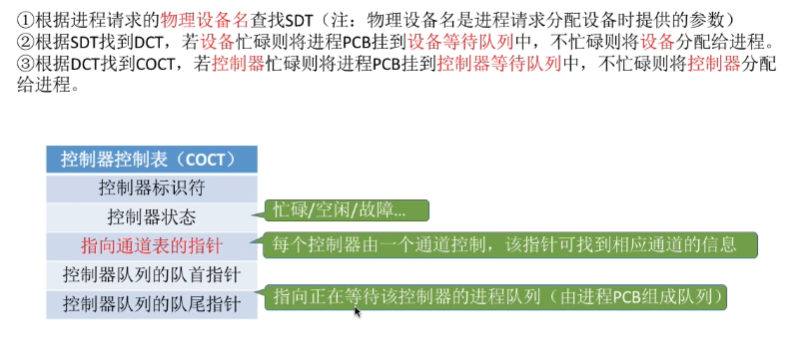 ①根据进程请求的物理设备名查找SDT（注：物理设备名是进程请求分配设备时提供的参数）
②根据SDT找到DCT，若设备忙碌则将进程PCB挂到设备等待队列中，不忙碌则将设备分配给进程。
③根据DCT找到COCT，若控制器忙碌则将进程PCB挂到控制器等待队列中，不忙碌则将控制器分配
给进程。
控制器控制表（COCT）
控制器标识符
控制器状态
忙碌/空闲/故障…
指向通道表的指针
每个控制器由一个通道控制，该指针可找到相应通道的信息
控制器队列的队首指针
控制器队列的队尾指针
指向正在等待该控制器的进程队列（由进程PCB组成队列）